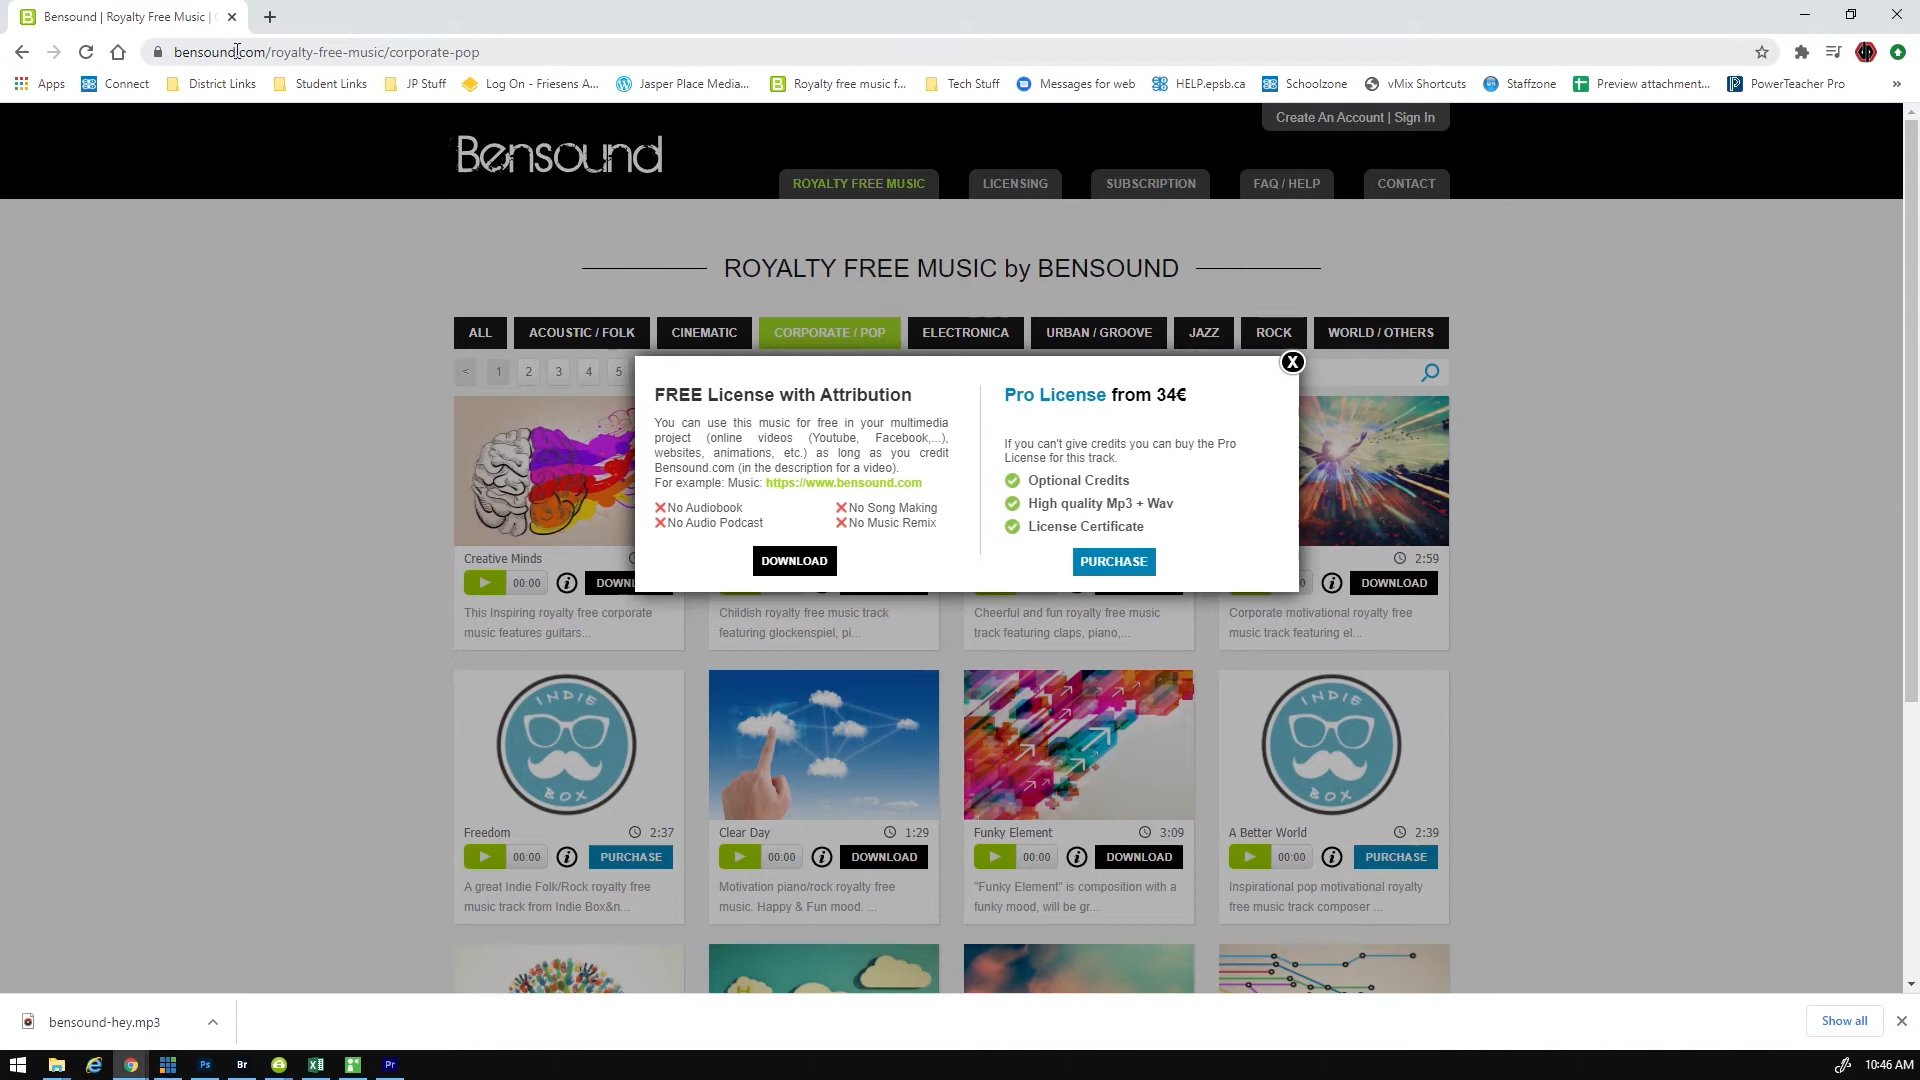 Bensound | Royalty Free Music |
bensound.com/royalty-free-music/corporate-pop
Apps Connect District Links Student Links JP Stuff Log On - Friesens A... Jasper Place Media... Royalty free music f... Tech Stuff Messages for web HELP.epsb.ca Schoolzone vMix Shortcuts Staffzone Preview attachment... PowerTeacher Pro »
Create An Account | Sign In
Bensound
ROYALTY FREE MUSIC LICENSING SUBSCRIPTION FAQ / HELP CONTACT
ROYALTY FREE MUSIC by BENSOUND
ALL ACOUSTIC / FOLK CINEMATIC CORPORATE / POP ELECTRONICA URBAN / GROOVE JAZZ ROCK WORLD / OTHERS
< 1 2 3 4 5
X
FREE License with Attribution
You can use this music for free in your multimedia
project (online videos (Youtube, Facebook,...),
websites, animations, etc.) as long as you credit
Bensound.com (in the description for a video).
For example: Music: https://www.bensound.com
No Audiobook No Song Making
No Audio Podcast No Music Remix
DOWNLOAD
Pro License from 34€
If you can't give credits you can buy the Pro
License for this track.
Optional Credits
High quality Mp3 + Wav
License Certificate
PURCHASE
Creative Minds
00:00
This Inspiring royalty free corporate
music features guitars...
Childish royalty free music track
featuring glockenspiel, pi...
Cheerful and fun royalty free music
track featuring claps, piano,...
2:59
DOWNLOAD
Corporate motivational royalty free
music track featuring el...
INDIE
BOX
Freedom 2:37
00:00 PURCHASE
A great Indie Folk/Rock royalty free
music track from Indie Box&n...
Clear Day 1:29
00:00 DOWNLOAD
Motivation piano/rock royalty free
music. Happy & Fun mood. ...
Funky Element 3:09
00:00 DOWNLOAD
"Funky Element" is composition with a
funky mood, will be gr...
INDIE
BOX
A Better World 2:39
00:00 PURCHASE
Inspirational pop motivational royalty
free music track composer ...
bensound-hey.mp3
Show all
Ps Br Pr
10:46 AM